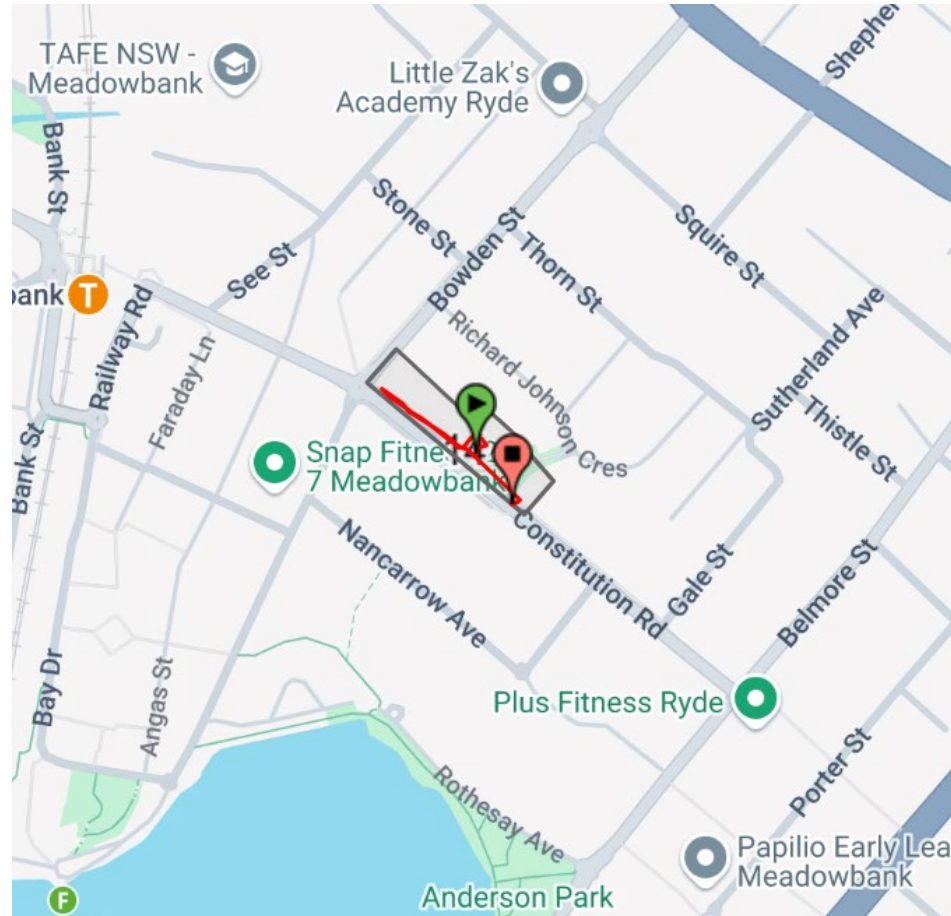 TAFE NSW -
Meadowbank
Little Zak's
Academy Ryde
Shepher
Bank St
Stone St
Bowden St
Squire St
See St
Thorn St
bank T
Railway Rd
Richard Johnson
Cres
Sutherland Ave
Faraday Ln
Thistle St
Snap Fitne
7 Meadowbank
Bank St
Constitution Rd
Gale St
Belmore St
Nancarrow Ave
Bay Dr
Angas St
Plus Fitness Ryde
Porter St
Rothesay Ave
Papilio Early Lea
Meadowbank
Anderson Park
F